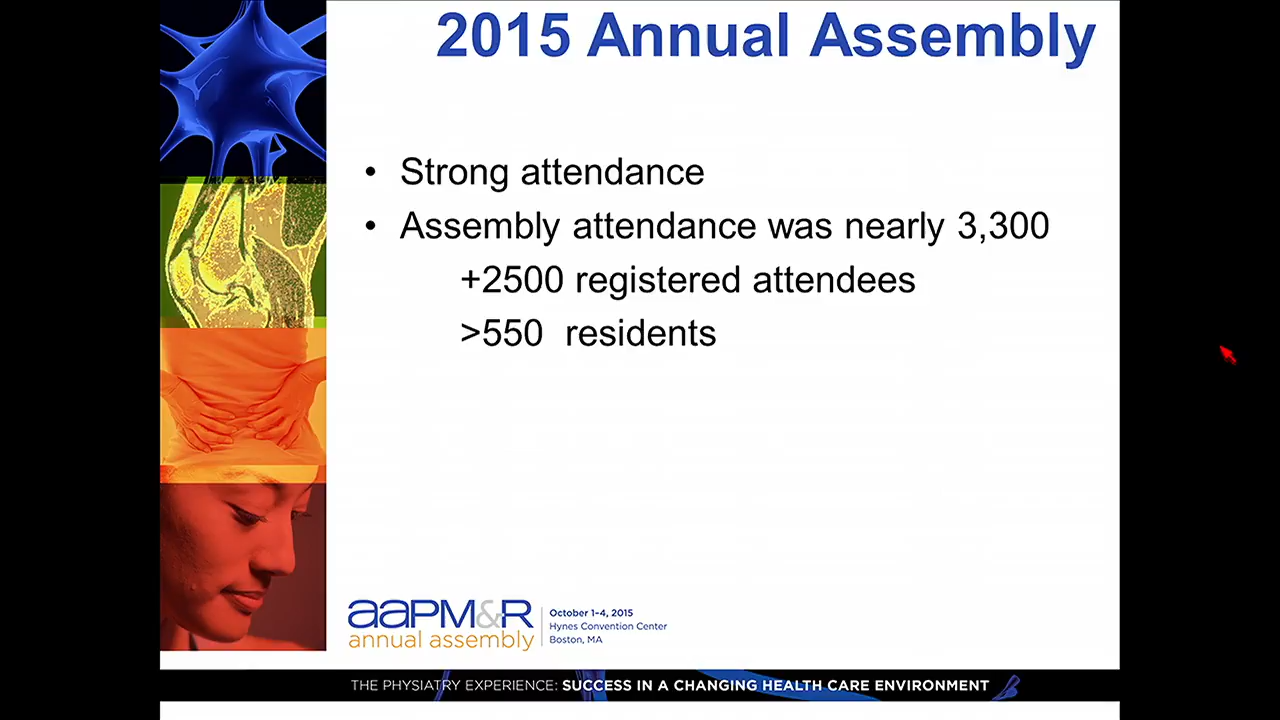 2015 Annual Assembly
• Strong attendance
• Assembly attendance was nearly 3,300
+2500 registered attendees
>550 residents
aaPM&R
annual assembly
October 1-4, 2015
Hynes Convention Center
Boston, MA
THE PHYSIATRY EXPERIENCE: SUCCESS IN A CHANGING HEALTH CARE ENVIRONMENT